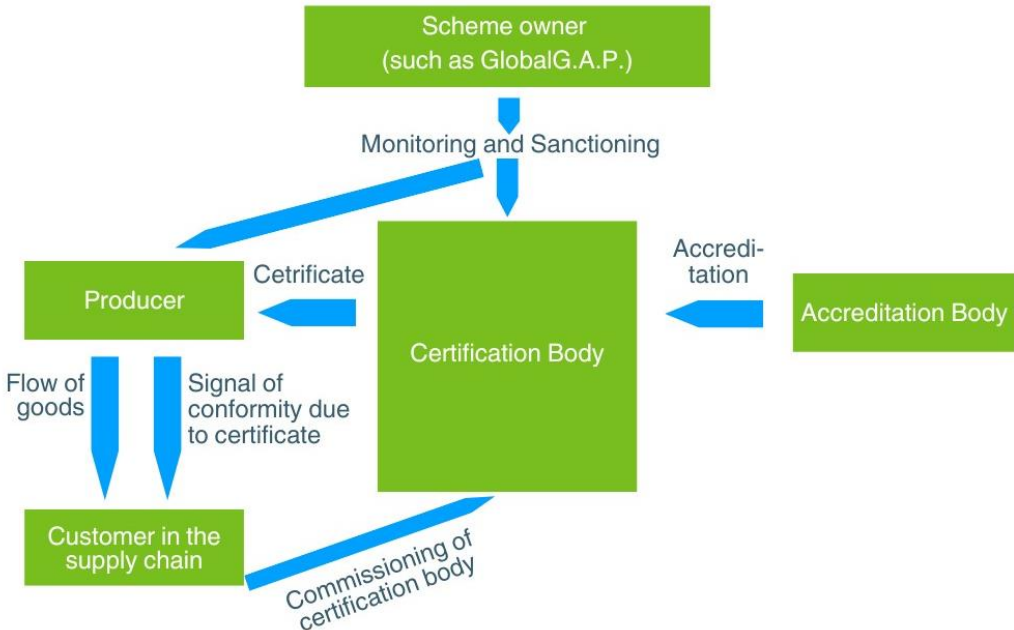 Scheme owner
(such as GlobalG.A.P.)
Monitoring and Sanctioning
Cetrificate
Accredi-
tation
Producer
Accreditation Body
Certification Body
Flow of
goods
Signal of
conformity due
to certificate
Customer in the
supply chain
Commissioning of
certification body